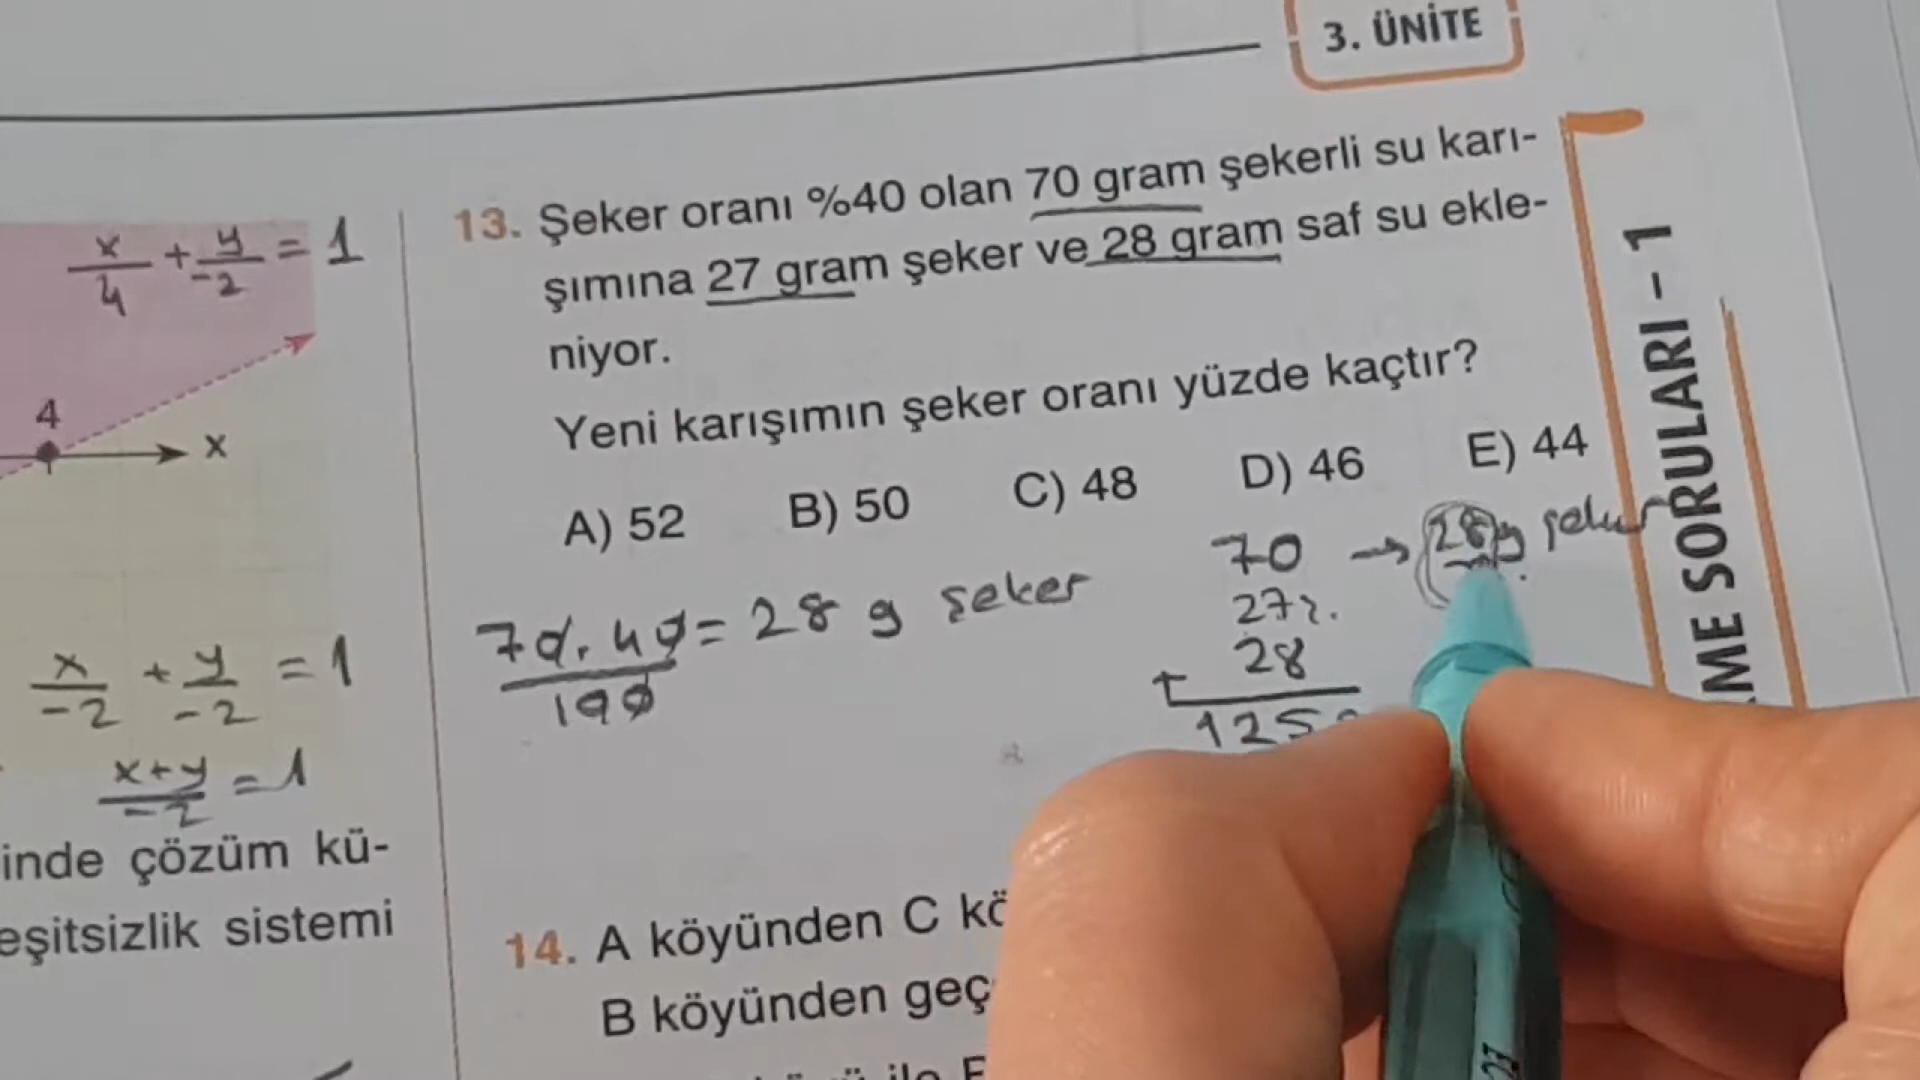 3. ÜNİTE
13. Şeker oranı %40 olan 70 gram şekerli su karı-
şımına 27 gram şeker ve 28 gram saf su ekle-
niyor.
Yeni karışımın şeker oranı yüzde kaçtır?
A) 52 B) 50 C) 48 D) 46 E) 44
70.40/100 = 28 g şeker
70 → 28g şeker
27
28
+
125
14. A köyünden C
B köyünden
SORULARI - 1
x/4 + y/-2 = 1
4
x
x/-2 + y/-2 = 1
x+y/-2 = 1
inde çözüm kü-
eşitsizlik sistemi